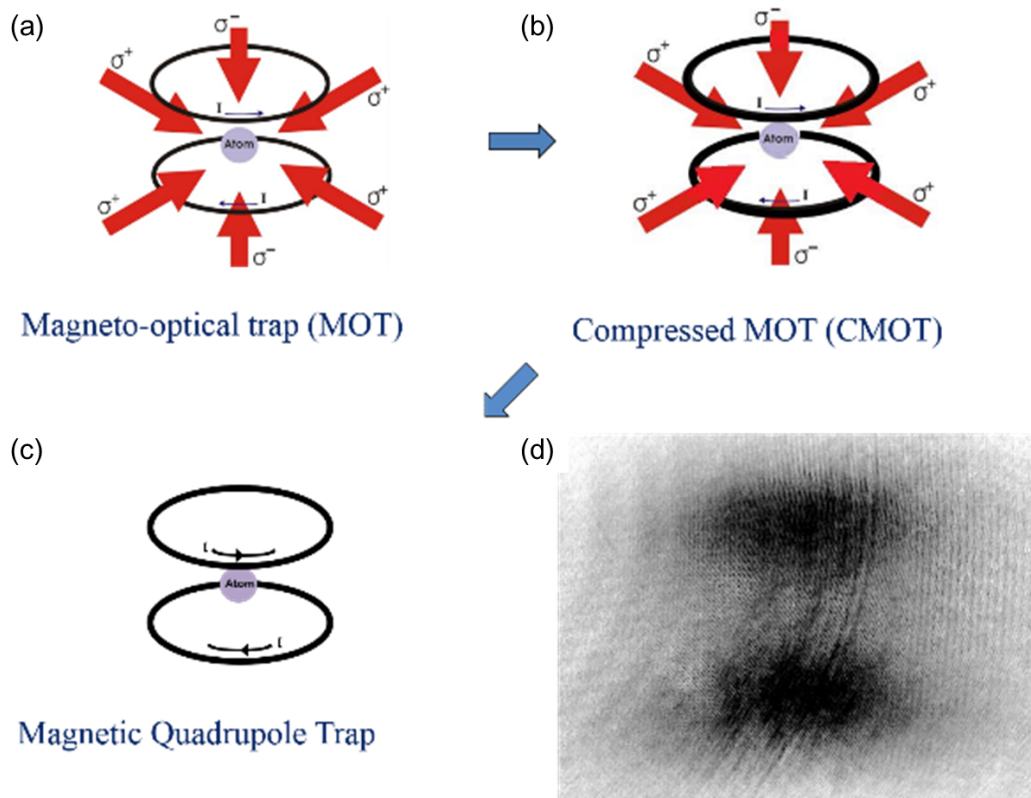 (a)
σ⁻
σ⁺
σ⁺
I
Atom
I
σ⁺
σ⁺
σ⁻
Magneto-optical trap (MOT)
(b)
σ⁻
σ⁺
σ⁺
I
Atom
I
σ⁺
σ⁺
σ⁻
Compressed MOT (CMOT)
(c)
I
Atom
I
Magnetic Quadrupole Trap
(d)